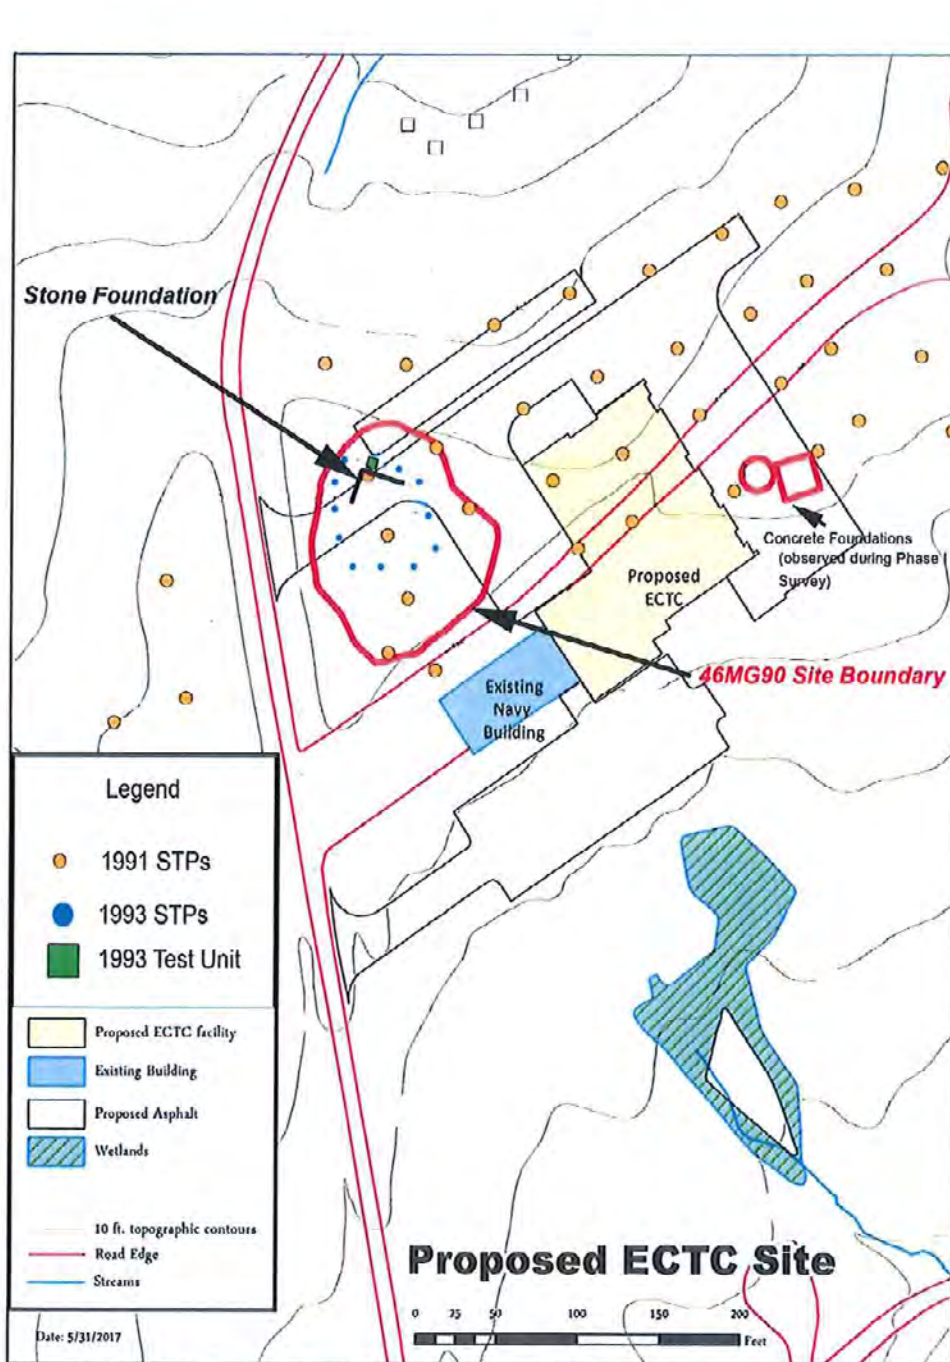 Stone Foundation
Concrete Foundations
(observed during Phase I
Survey)
Proposed
ECTC
46MG90 Site Boundary
Existing
Navy
Building
Legend
1991 STPs
1993 STPs
1993 Test Unit
Proposed ECTC facility
Existing Building
Proposed Asphalt
Wetlands
10 ft. topographic contours
Road Edge
Streams
Date: 5/31/2017
Proposed ECTC Site
0 75 50 100 150 200
Feet